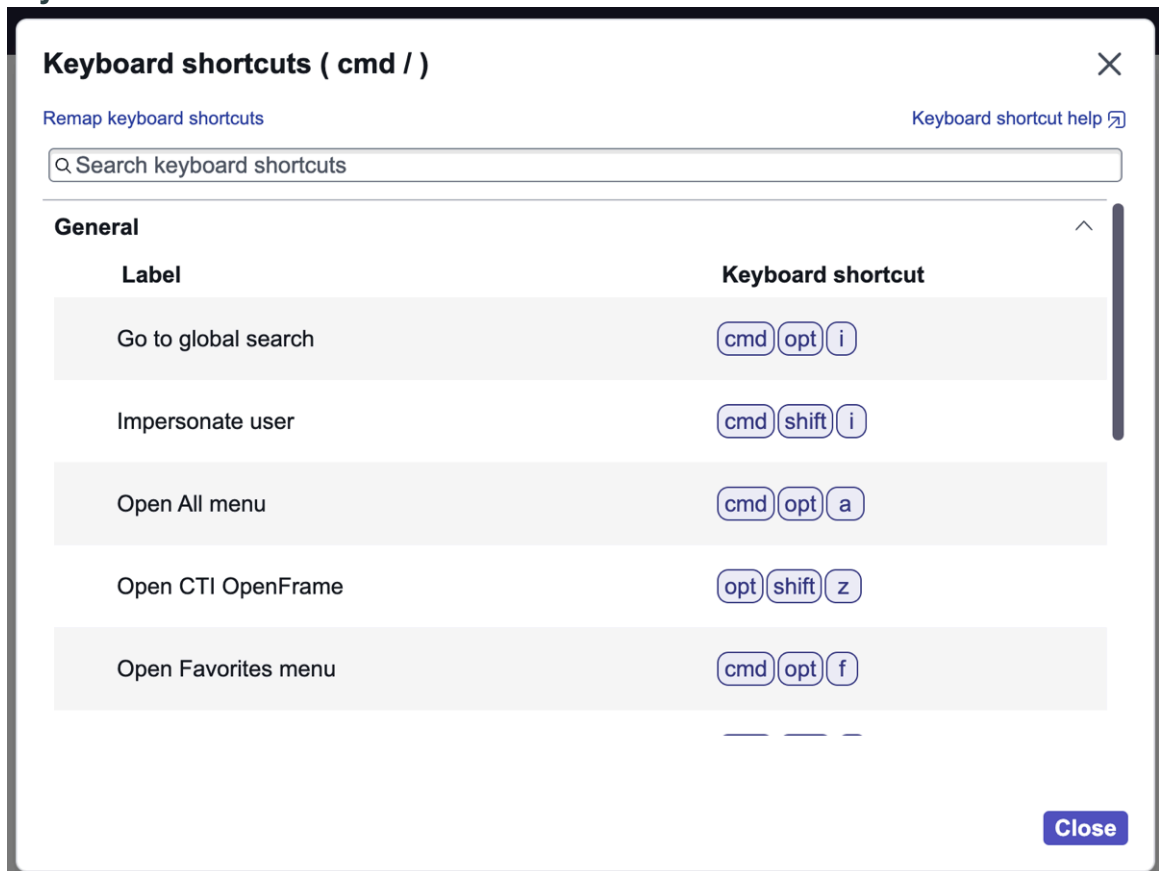 Keyboard shortcuts ( cmd / )
Remap keyboard shortcuts Keyboard shortcut help
Search keyboard shortcuts
General
Label Keyboard shortcut
Go to global search cmd opt i
Impersonate user cmd shift i
Open All menu cmd opt a
Open CTI OpenFrame opt shift z
Open Favorites menu cmd opt f
Close